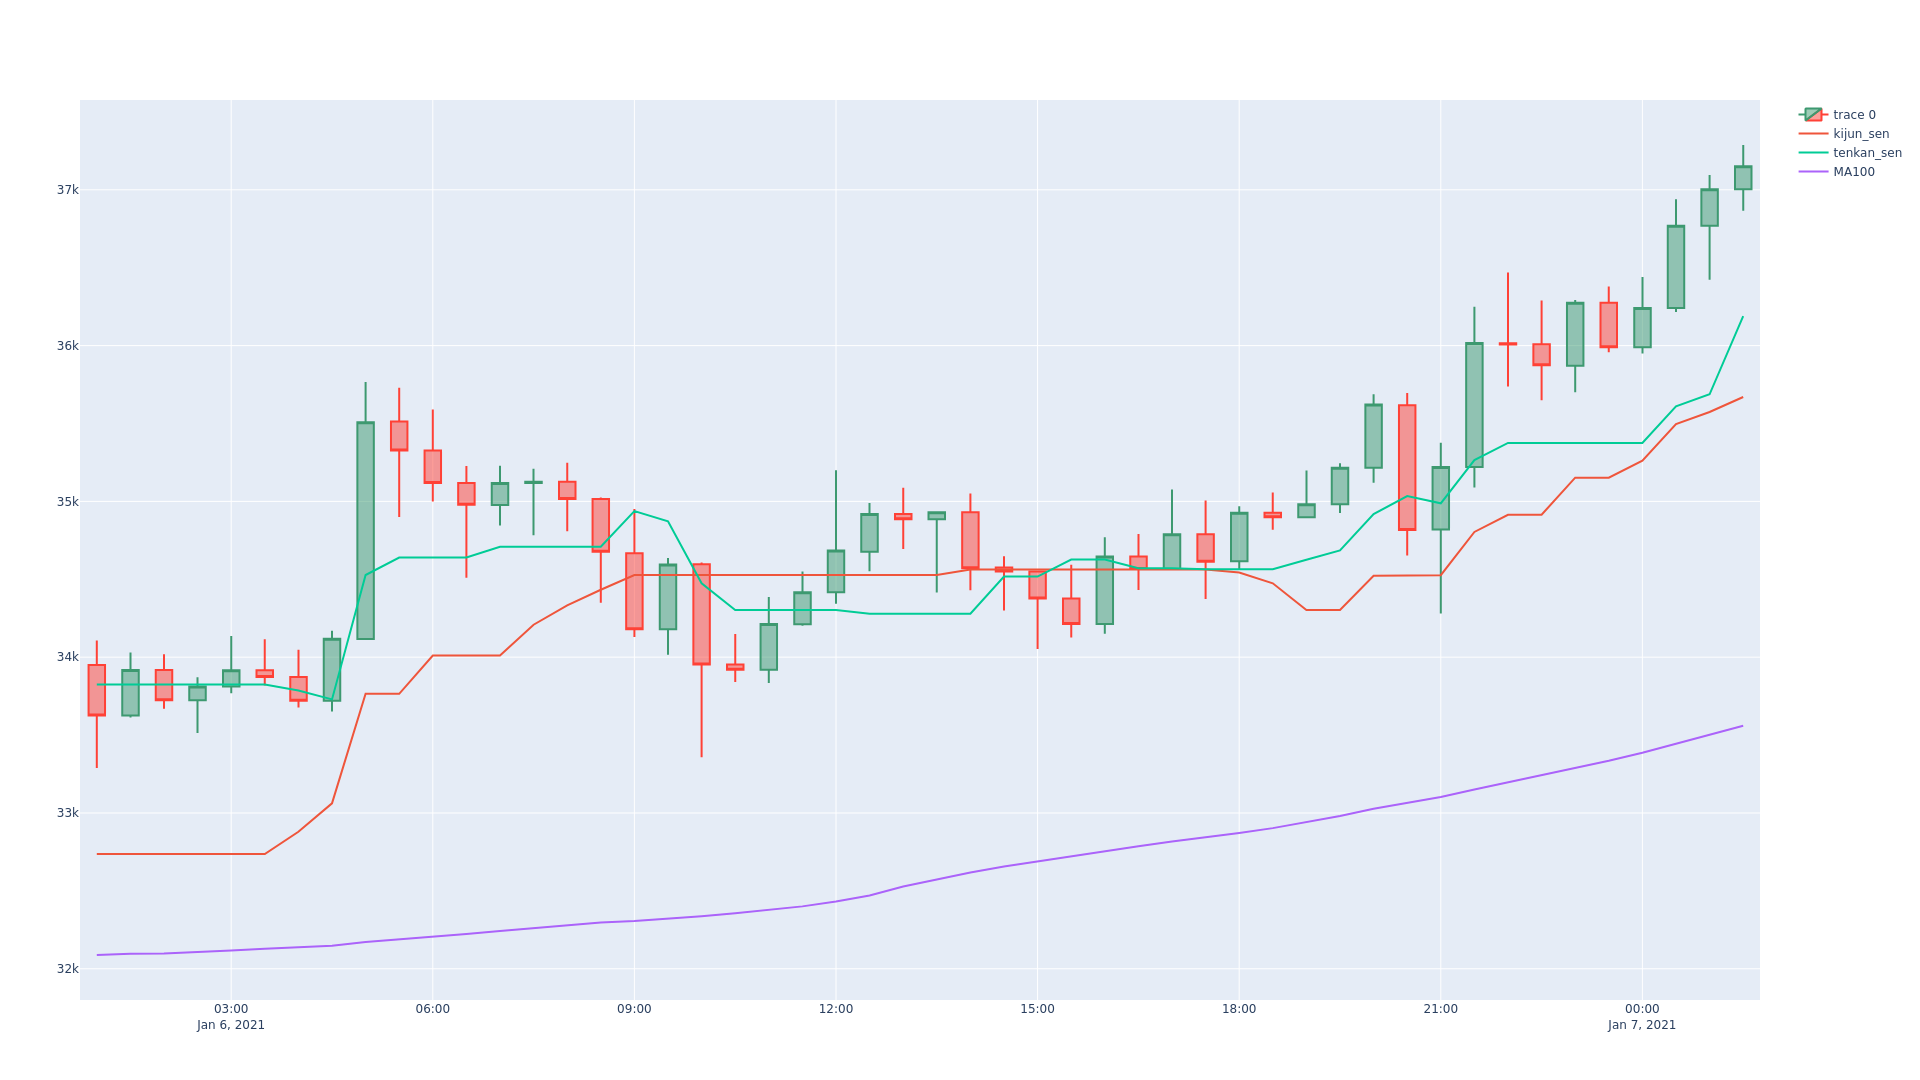 trace 0
kijun_sen
tenkan_sen
MA100
37k
36k
35k
34k
33k
32k
03:00 06:00 09:00 12:00 15:00 18:00 21:00 00:00
Jan 6, 2021 Jan 7, 2021